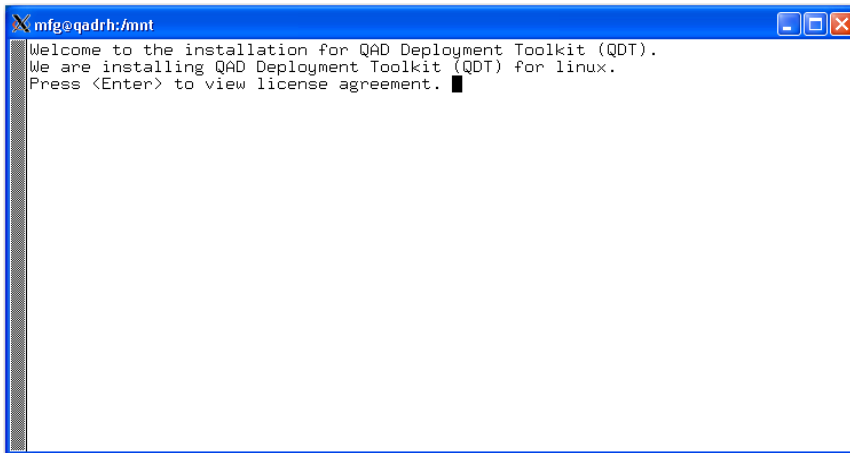 mfg@qadrh:/mnt
Welcome to the installation for QAD Deployment Toolkit (QDT).
We are installing QAD Deployment Toolkit (QDT) for linux.
Press <Enter> to view license agreement.